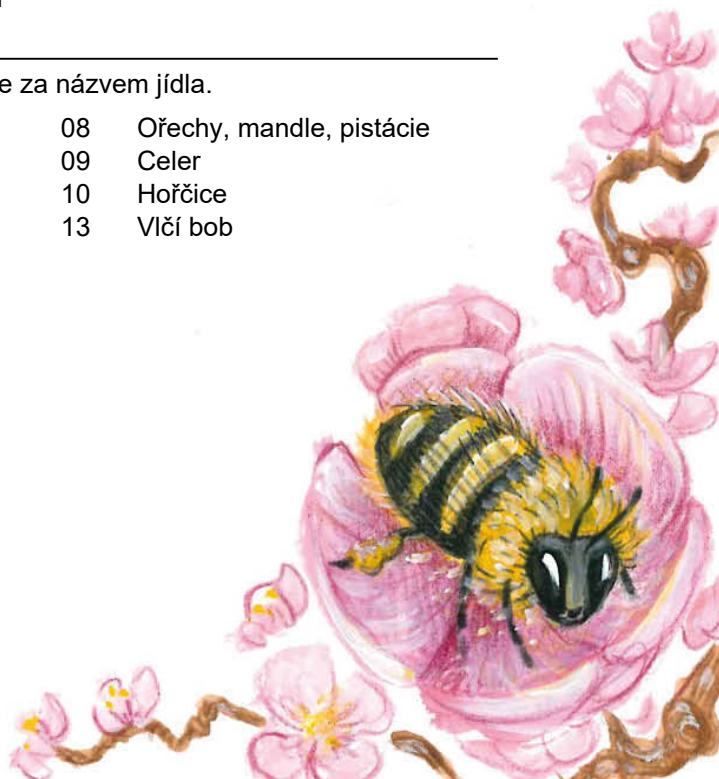 e za názvem jídla.
08 Ořechy, mandle, pistácie
09 Celer
10 Hořčice
13 Vlčí bob